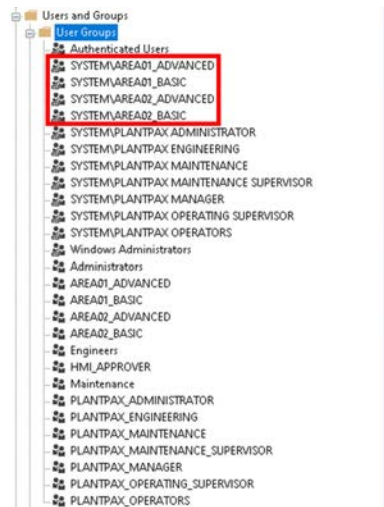 Users and Groups
User Groups
Authenticated Users
SYSTEM\AREA01_ADVANCED
SYSTEM\AREA01_BASIC
SYSTEM\AREA02_ADVANCED
SYSTEM\AREA02_BASIC
SYSTEM\PLANTPAX ADMINISTRATOR
SYSTEM\PLANTPAX ENGINEERING
SYSTEM\PLANTPAX MAINTENANCE
SYSTEM\PLANTPAX MAINTENANCE SUPERVISOR
SYSTEM\PLANTPAX MANAGER
SYSTEM\PLANTPAX OPERATING SUPERVISOR
SYSTEM\PLANTPAX OPERATORS
Windows Administrators
Administrators
AREA01_ADVANCED
AREA01_BASIC
AREA02_ADVANCED
AREA02_BASIC
Engineers
HMI_APPROVER
Maintenance
PLANTPAX_ADMINISTRATOR
PLANTPAX_ENGINEERING
PLANTPAX_MAINTENANCE
PLANTPAX_MAINTENANCE_SUPERVISOR
PLANTPAX_MANAGER
PLANTPAX_OPERATING_SUPERVISOR
PLANTPAX_OPERATORS